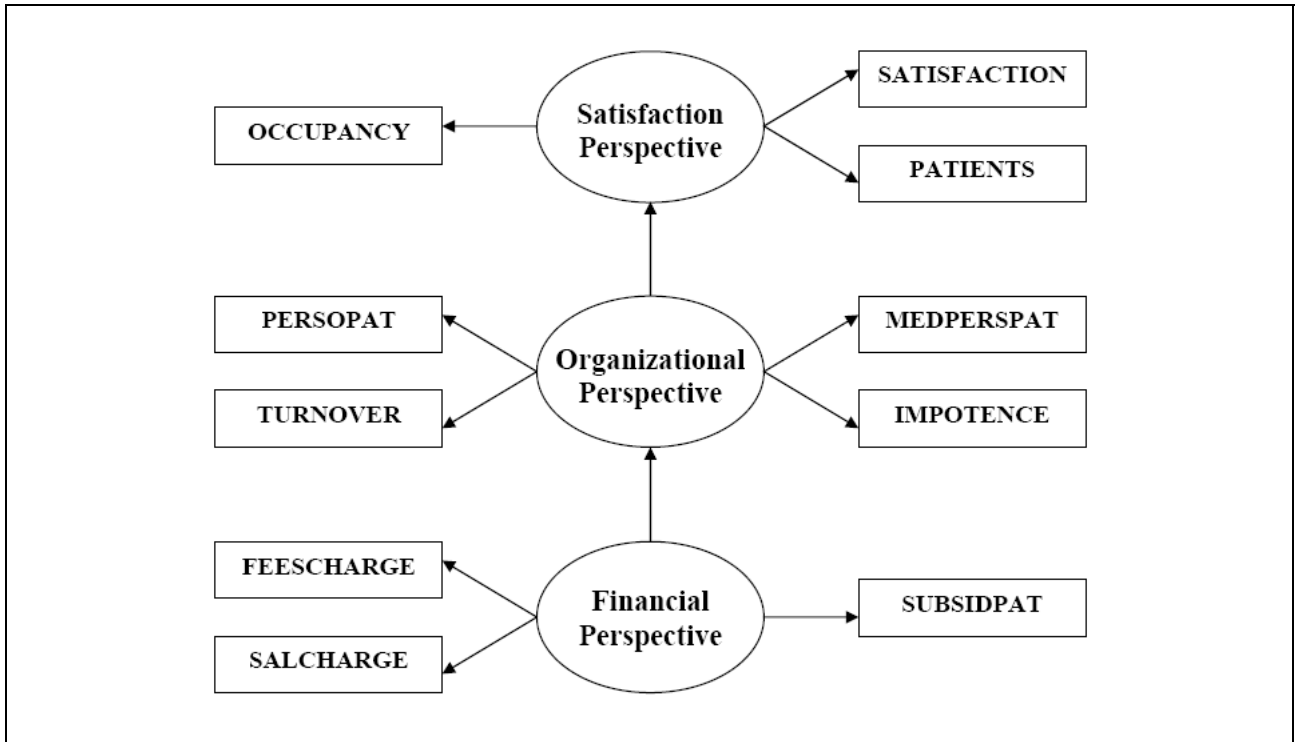 SATISFACTION
OCCUPANCY
Satisfaction
Perspective
PATIENTS
PERSOPAT
MEDPERSPAT
Organizational
Perspective
TURNOVER
IMPOTENCE
FEESCHARGE
Financial
Perspective
SUBSIDPAT
SALCHARGE